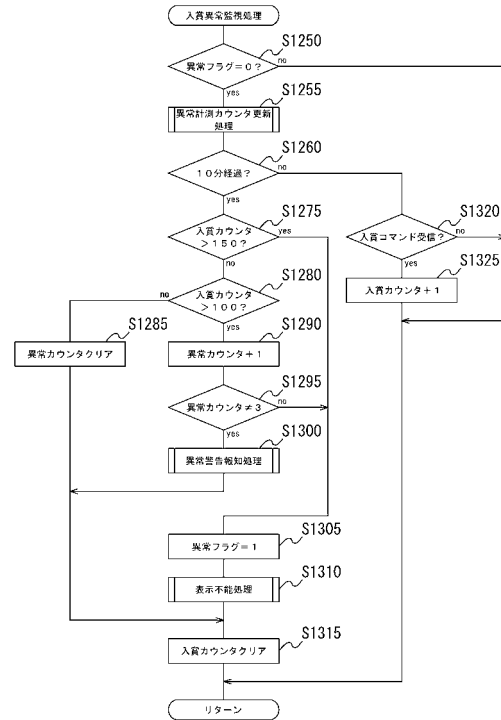 入賞異常監視処理
S1250
異常フラグ＝０？
no
yes
S1255
異常計測カウンタ更新
処理
S1260
１０分経過？
no
yes
S1275
入賞カウンタ
＞１５０？
yes
no
S1320
入賞コマンド受信？
no
yes
S1280
入賞カウンタ
＞１００？
no
yes
S1325
入賞カウンタ＋１
S1285
異常カウンタクリア
S1290
異常カウンタ＋１
S1295
異常カウンタ≠３
no
yes
S1300
異常警告報知処理
S1305
異常フラグ＝１
S1310
表示不能処理
S1315
入賞カウンタクリア
リターン